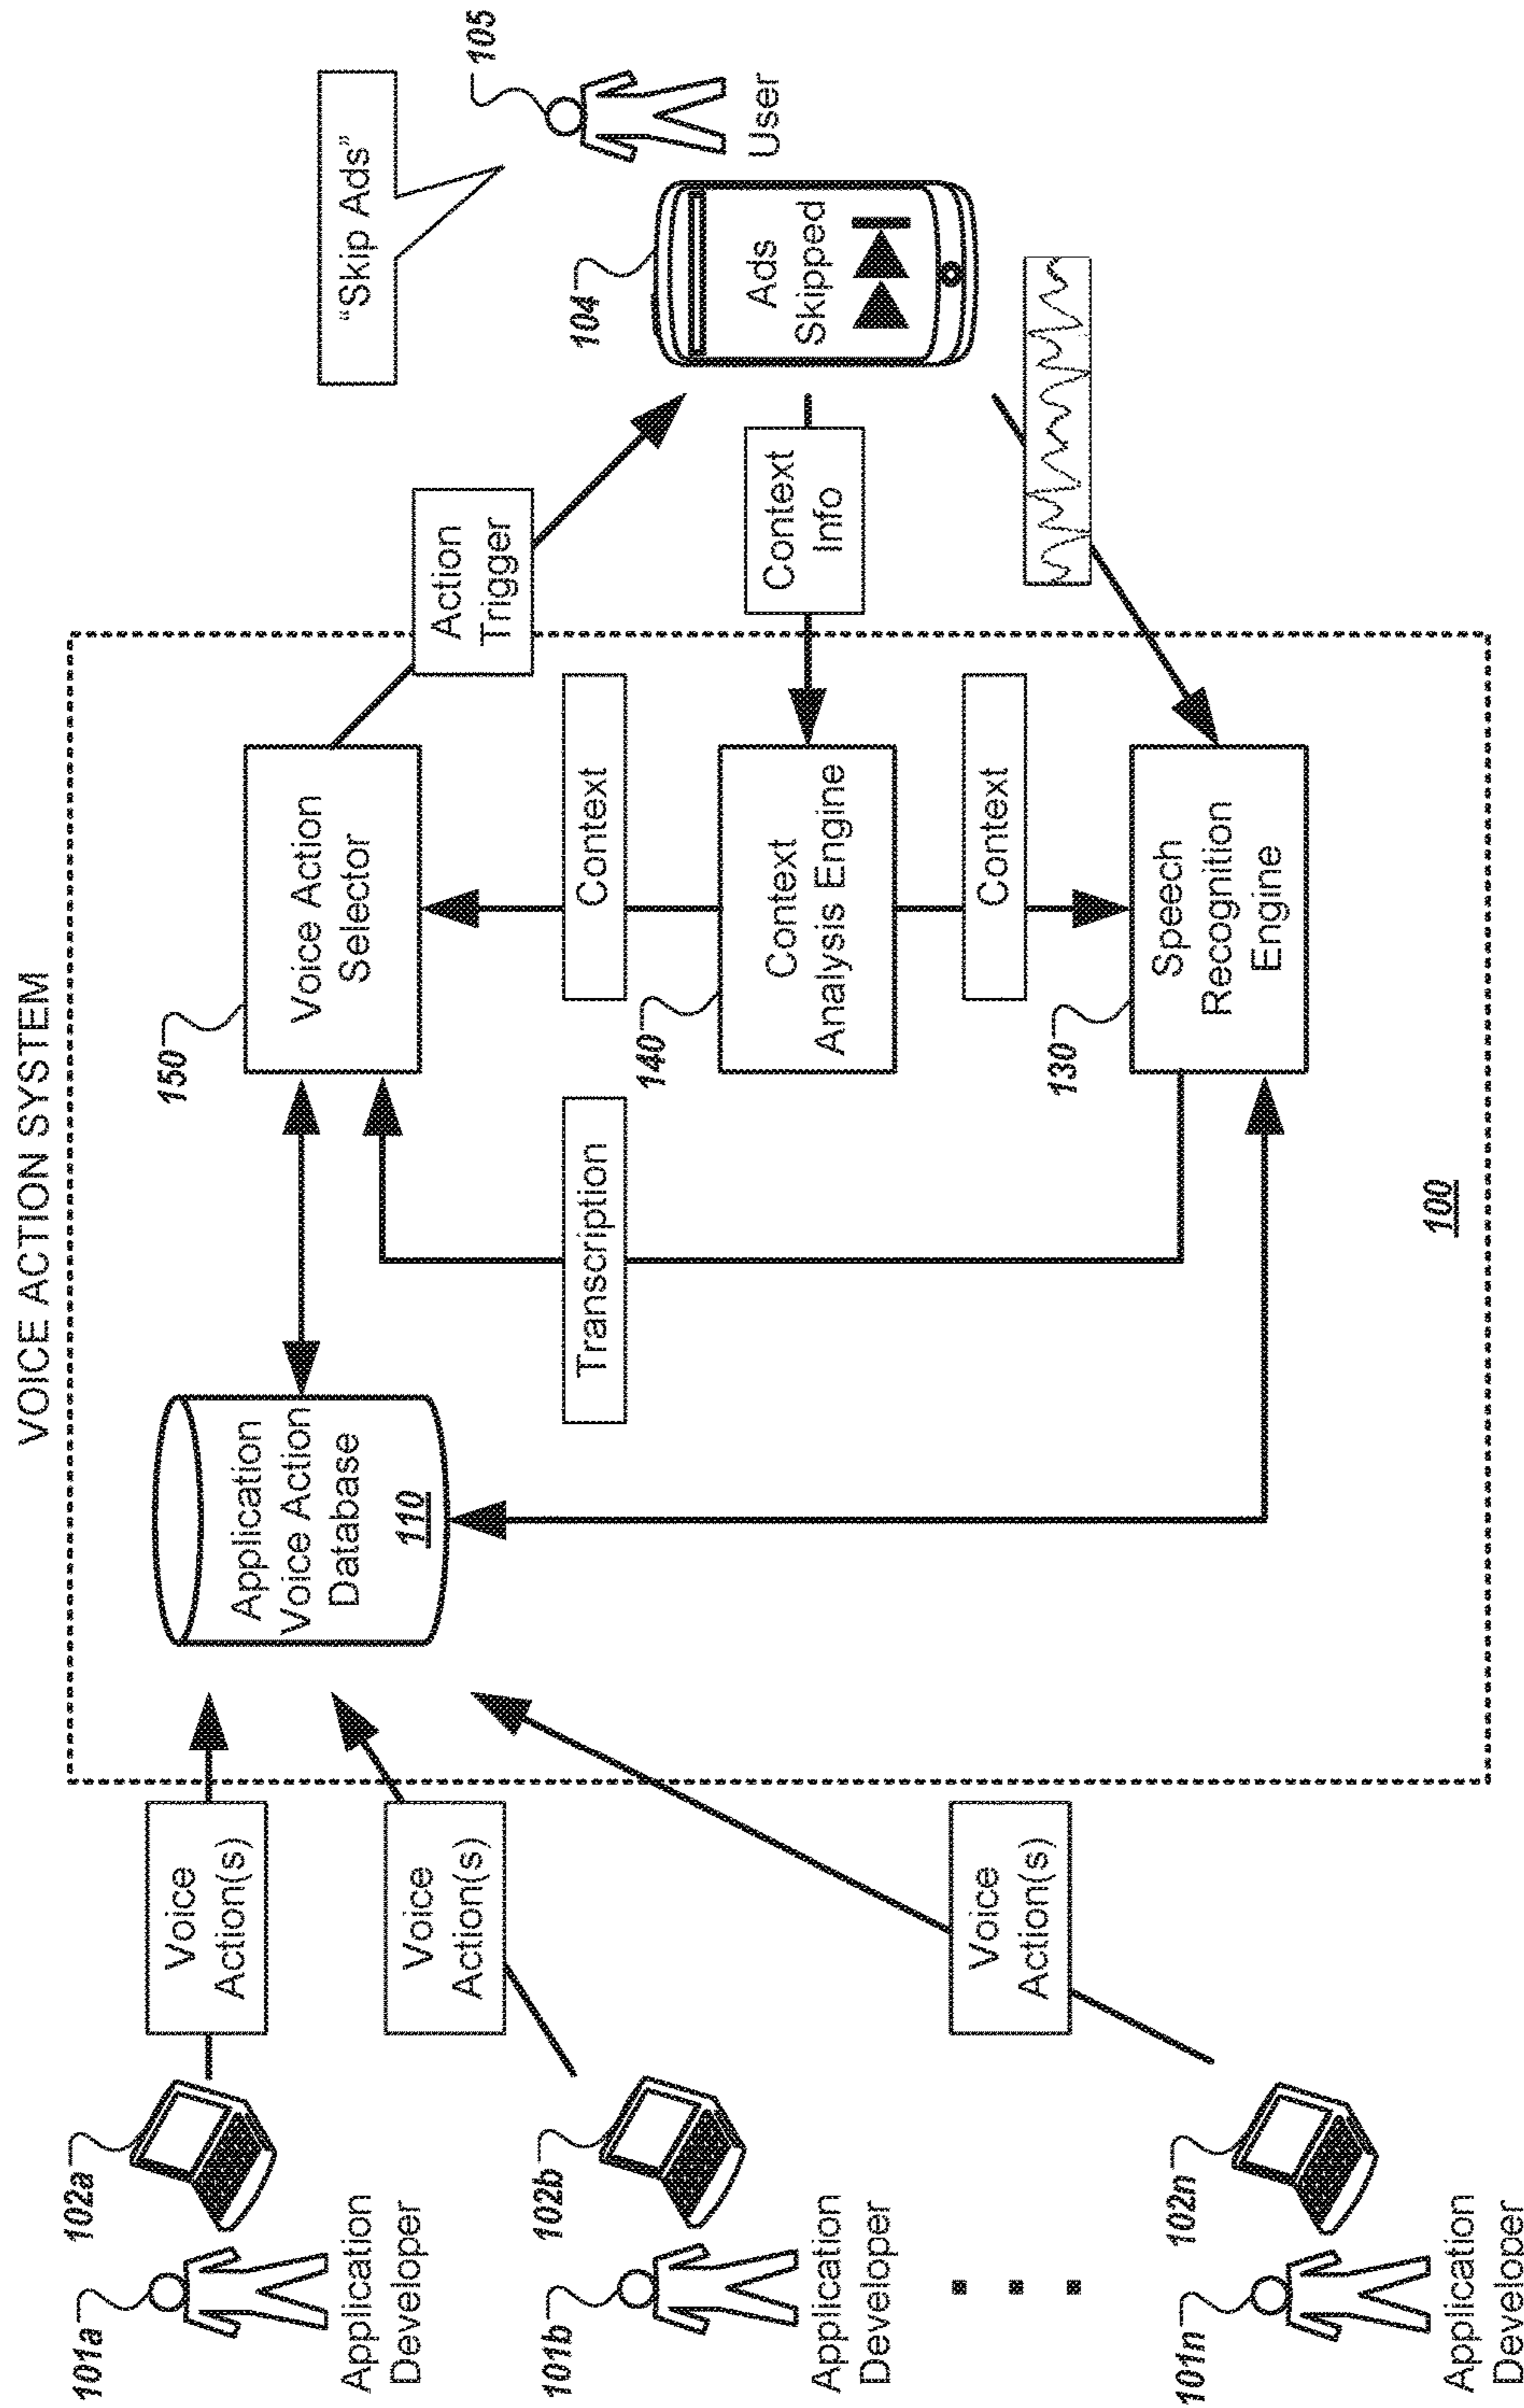 VOICE ACTION SYSTEM
101a
102a
Application
Developer
Voice
Action(s)
101b
102b
Application
Developer
Voice
Action(s)
101n
102n
Application
Developer
Voice
Action(s)
Application
Voice Action
Database
110
Transcription
150
Voice Action
Selector
Context
140
Context
Analysis Engine
Context
130
Speech
Recognition
Engine
100
Action
Trigger
Context
Info
“Skip Ads”
104
Ads
Skipped
105
User